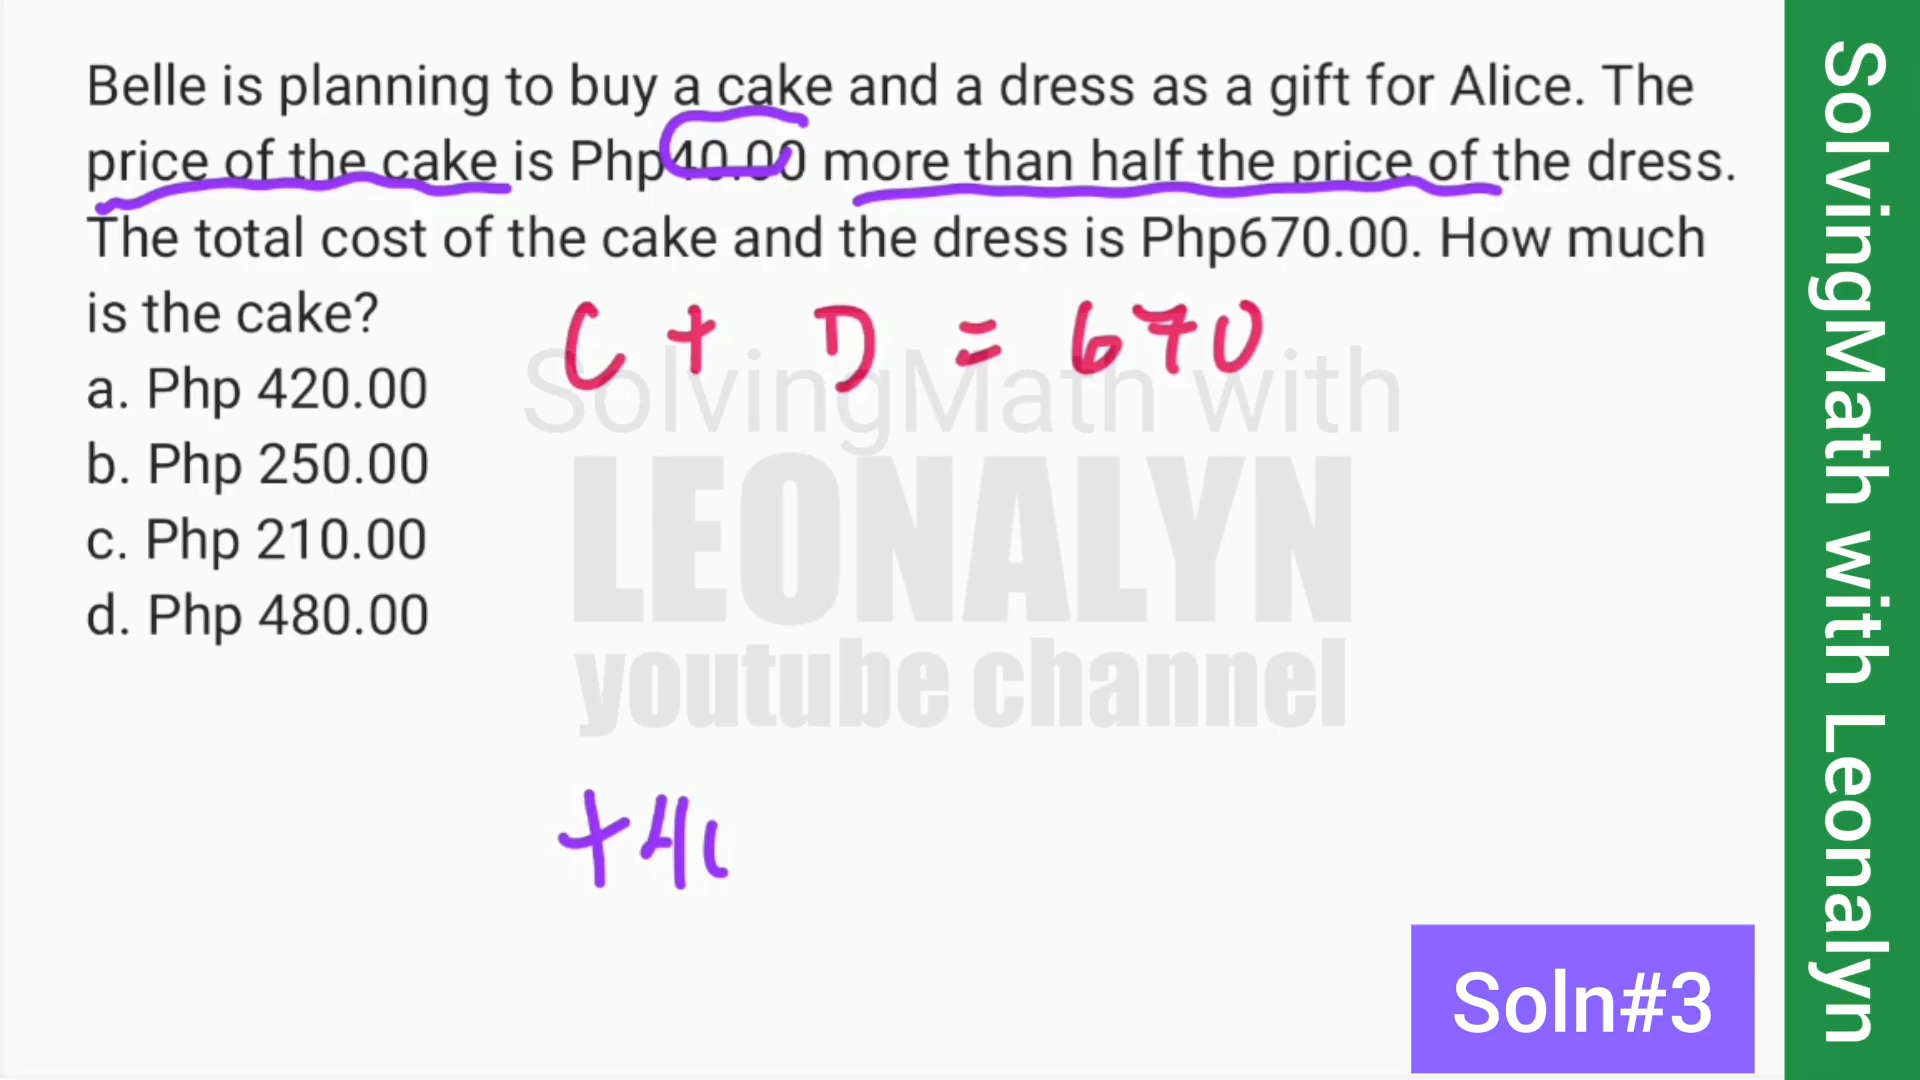 Belle is planning to buy a cake and a dress as a gift for Alice. The
price of the cake is Php40.00 more than half the price of the dress.
The total cost of the cake and the dress is Php670.00. How much
is the cake?
a. Php 420.00
b. Php 250.00
c. Php 210.00
d. Php 480.00
C + D = 670
SolvingMath with
LEONALYN
youtube channel
+4
Soln#3
SolvingMath with Leonalyn